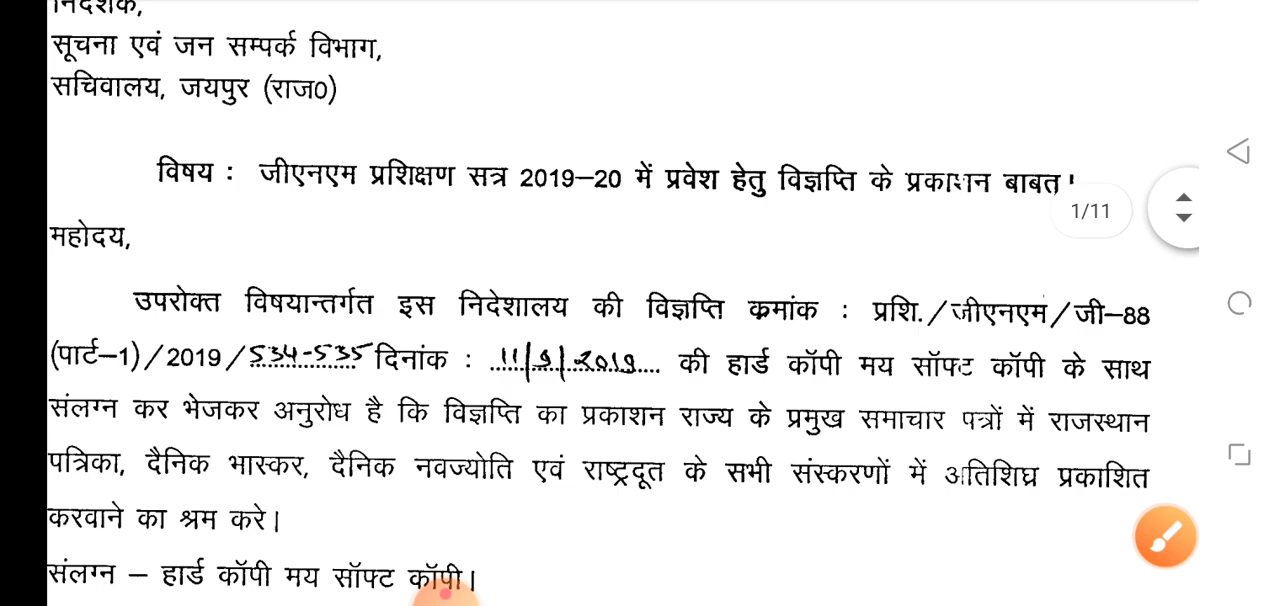 निदेशक,
सूचना एवं जन सम्पर्क विभाग,
सचिवालय, जयपुर (राज0)
विषय : जीएनएम प्रशिक्षण सत्र 2019–20 में प्रवेश हेतु विज्ञप्ति के प्रकाशन बाबत।
1/11
महोदय,
उपरोक्त विषयान्तर्गत इस निदेशालय की विज्ञप्ति क्रमांक : प्रशि./जीएनएम/जी–88
(पार्ट–1)/2019/534-535 दिनांक : 11/9/2019 की हार्ड कॉपी मय सॉफ्ट कॉपी के साथ
संलग्न कर भेजकर अनुरोध है कि विज्ञप्ति का प्रकाशन राज्य के प्रमुख समाचार पत्रों में राजस्थान
पत्रिका, दैनिक भास्कर, दैनिक नवज्योति एवं राष्ट्रदूत के सभी संस्करणों में अतिशिघ्र प्रकाशित
करवाने का श्रम करे।
संलग्न – हार्ड कॉपी मय सॉफ्ट कॉपी।